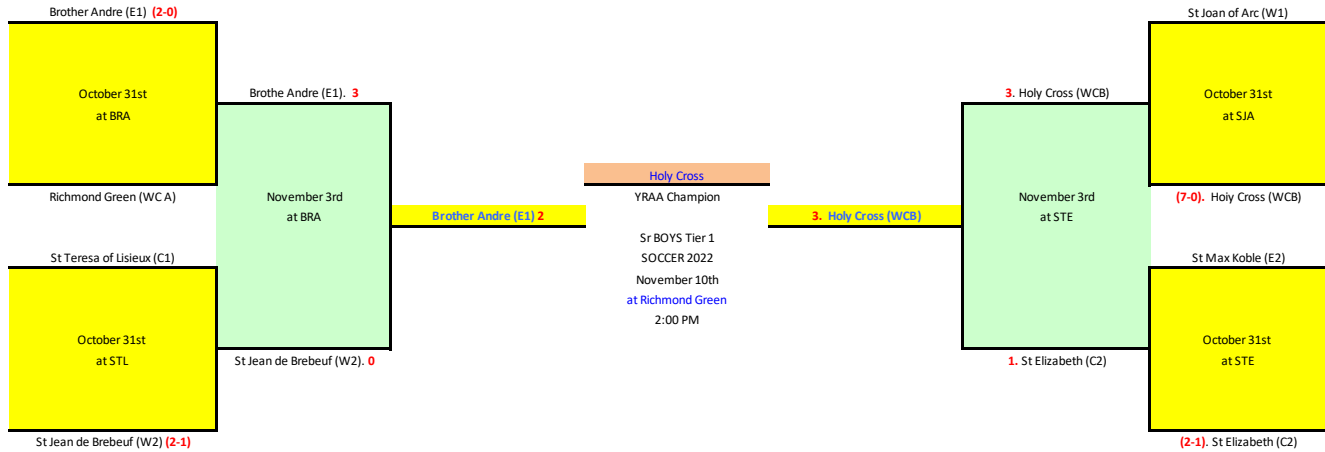 Brother Andre (E1) (2-0)
October 31st
at BRA
Richmond Green (WC A)
St Teresa of Lisieux (C1)
October 31st
at STL
St Jean de Brebeuf (W2) (2-1)
Brothe Andre (E1). 3
November 3rd
at BRA
St Jean de Brebeuf (W2). 0
Brother Andre (E1) 2
Holy Cross
YRAA Champion
Sr BOYS Tier 1
SOCCER 2022
November 10th
at Richmond Green
2:00 PM
3. Holy Cross (WCB)
3. Holy Cross (WCB)
November 3rd
at STE
1. St Elizabeth (C2)
St Joan of Arc (W1)
October 31st
at SJA
(7-0). Hoiy Cross (WCB)
St Max Koble (E2)
October 31st
at STE
(2-1). St Elizabeth (C2)